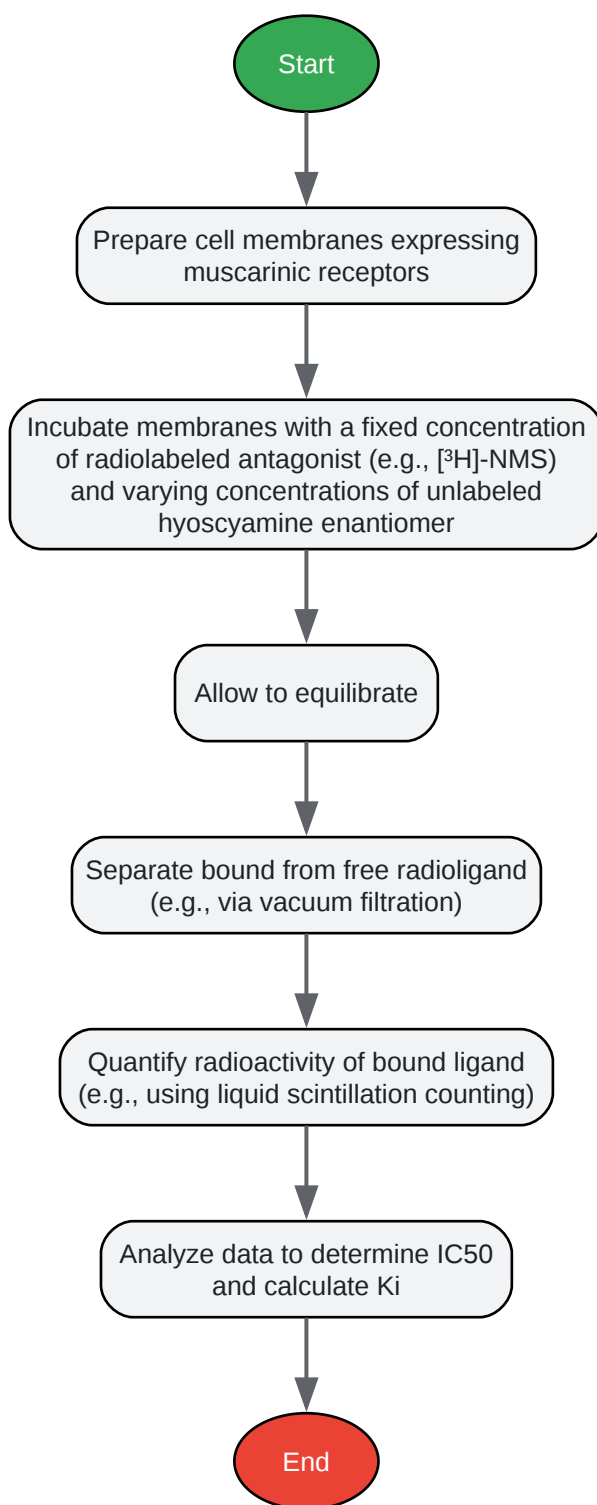 Start
Prepare cell membranes expressing
muscarinic receptors
Incubate membranes with a fixed concentration
of radiolabeled antagonist (e.g., [³H]-NMS)
and varying concentrations of unlabeled
hyoscyamine enantiomer
Allow to equilibrate
Separate bound from free radioligand
(e.g., via vacuum filtration)
Quantify radioactivity of bound ligand
(e.g., using liquid scintillation counting)
Analyze data to determine IC50
and calculate Ki
End